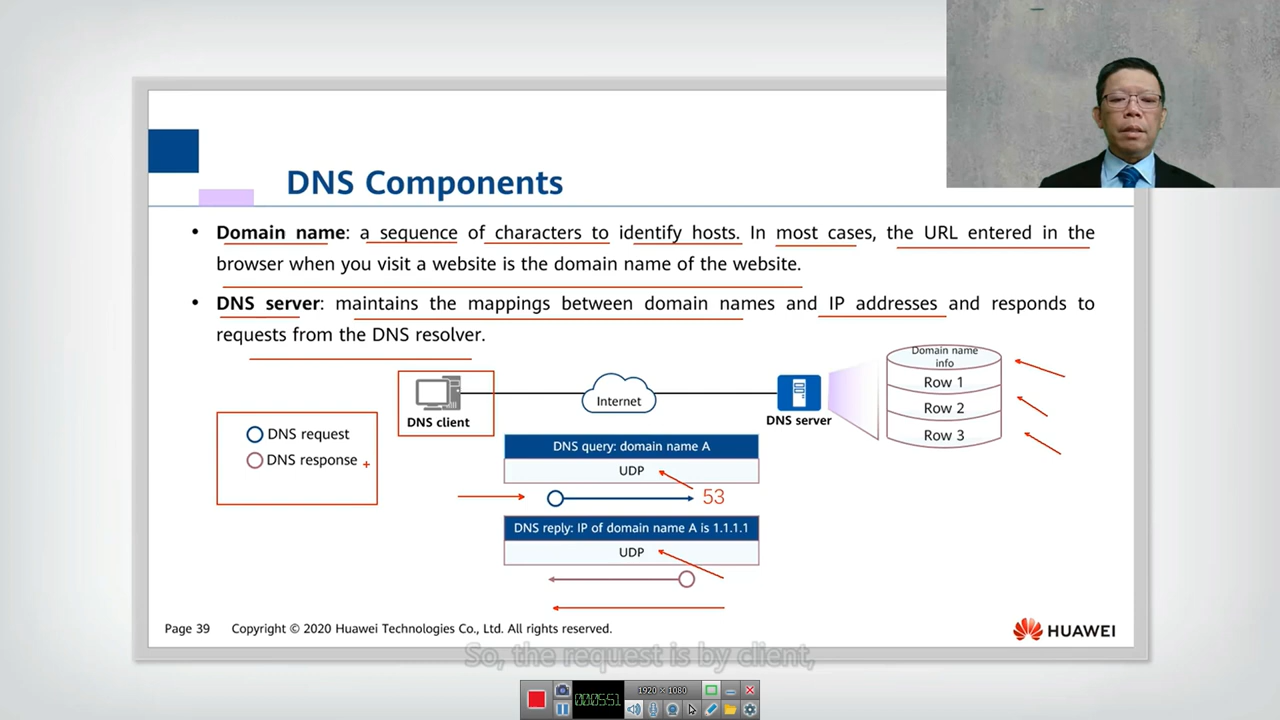 DNS Components
• Domain name: a sequence of characters to identify hosts. In most cases, the URL entered in the
browser when you visit a website is the domain name of the website.
• DNS server: maintains the mappings between domain names and IP addresses and responds to
requests from the DNS resolver.
Domain name
info
Row 1
Row 2
Row 3
Internet
DNS client
DNS server
DNS request
DNS response
DNS query: domain name A
UDP
53
DNS reply: IP of domain name A is 1.1.1.1
UDP
Page 39 Copyright © 2020 Huawei Technologies Co., Ltd. All rights reserved.
HUAWEI
So, the request is by client,
1920 × 1080
00:05:51